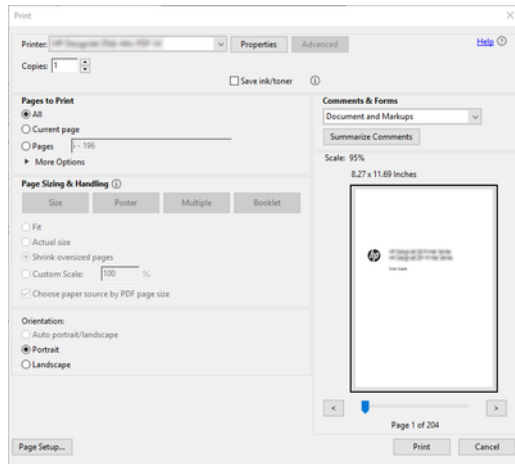 Print
Printer:
Properties
Advanced
Help
Copies: 1
Save ink/toner
Pages to Print
All
Current page
Pages
- 196
More Options
Page Sizing & Handling
Size Poster Multiple Booklet
Fit
Actual size
Shrink oversized pages
Custom Scale: 100 %
Choose paper source by PDF page size
Orientation:
Auto portrait/landscape
Portrait
Landscape
Comments & Forms
Document and Markups
Summarize Comments
Scale: 95%
8.27 x 11.69 Inches
hp
User Guide
< >
Page 1 of 204
Page Setup...
Print
Cancel